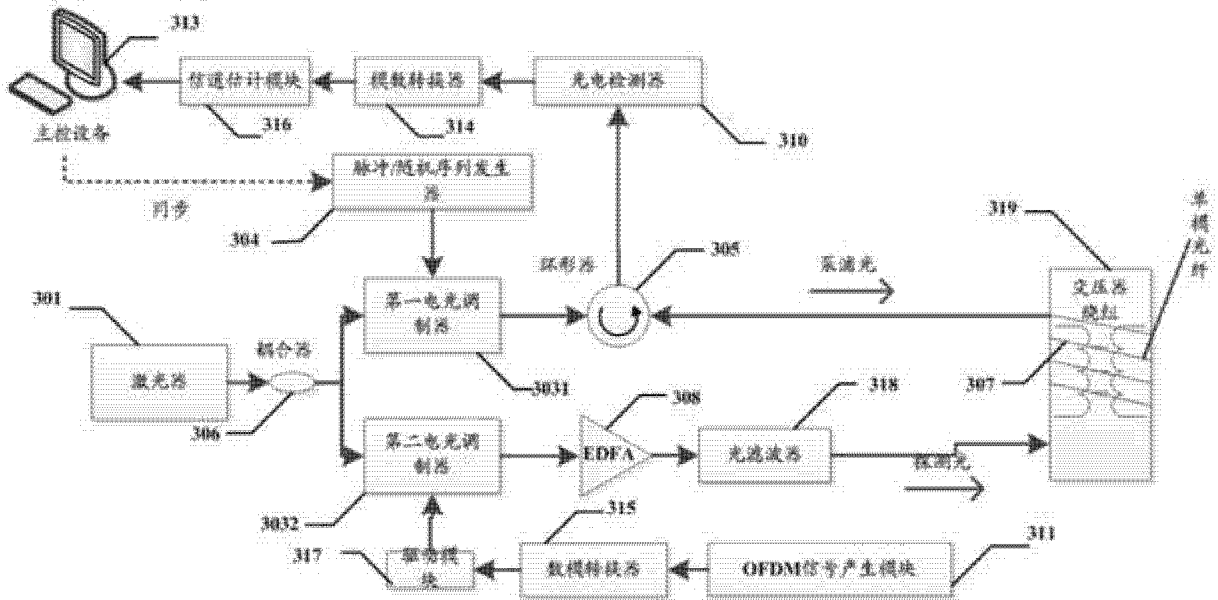 313
信道估计模块
模数转换器
光电检测器
316
314
310
主控设备
脉冲/随机序列发生
器
同步
304
319
单模光纤
环形器
305
泵浦光
301
第一电光调
制器
变压器
绕组
耦合器
激光器
307
3031
308
318
306
第二电光调
制器
EDFA
光滤波器
探测光
3032
315
311
317
驱动模
块
数模转换器
OFDM信号产生模块